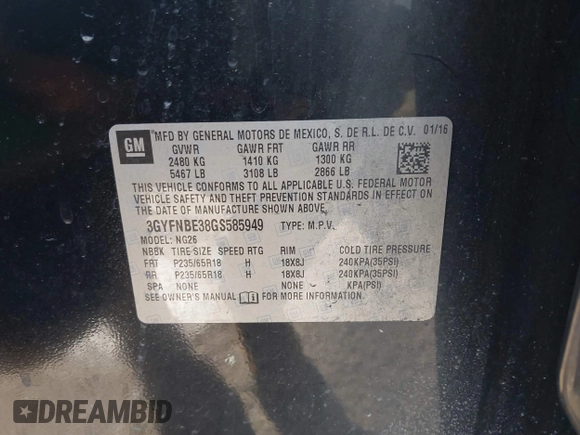 GM
MFD BY GENERAL MOTORS DE MEXICO, S. DE R.L. DE C.V. 01/16
GVWR GAWR FRT GAWR RR
2480 KG 1410 KG 1300 KG
5467 LB 3108 LB 2866 LB
THIS VEHICLE CONFORMS TO ALL APPLICABLE U.S. FEDERAL MOTOR
VEHICLE SAFETY AND THEFT PREVENTION STANDARDS IN EFFECT
ON THE DATE OF MANUFACTURE SHOWN ABOVE.
3GYFNBE38GS585949 TYPE: M.P.V.
MODEL: NG26
NBBK TIRE SIZE SPEED RTG RIM COLD TIRE PRESSURE
FRT P235/65R18 H 18X8J 240KPA(35PSI)
RR P235/65R18 H 18X8J 240KPA(35PSI)
SPA NONE NONE KPA(PSI)
SEE OWNER'S MANUAL FOR MORE INFORMATION
DREAMBID